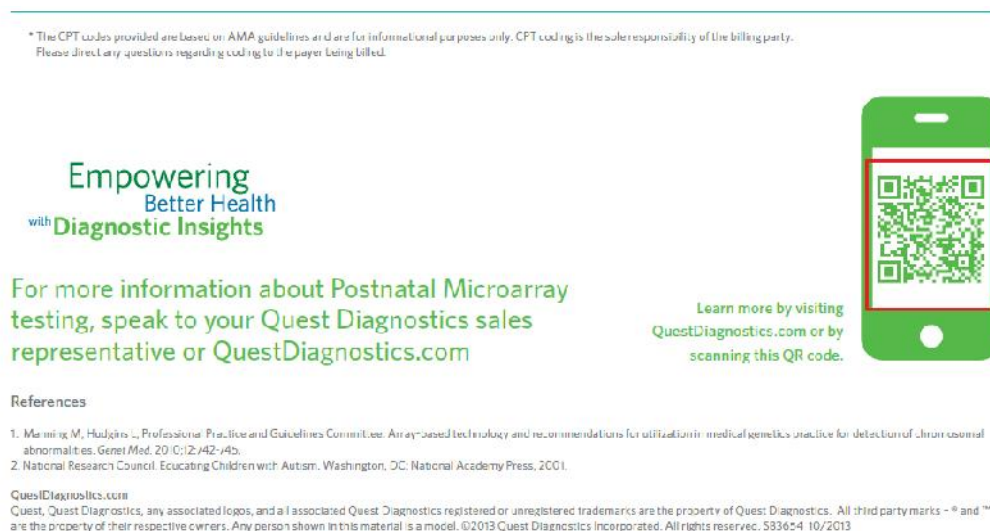 * The CPT codes provided are based on AMA guidelines and are for informational purposes only. CPT coding is the sole responsibility of the billing party.
Please direct any questions regarding coding to the payer being billed.
Empowering
Better Health
with Diagnostic Insights
For more information about Postnatal Microarray
testing, speak to your Quest Diagnostics sales
representative or QuestDiagnostics.com
Learn more by visiting
QuestDiagnostics.com or by
scanning this QR code.
References
1. Manning M, Hudgins L, Professional Practice and Guidelines Committee. Array-based technology and recommendations for utilization in medical genetics practice for detection of chromosomal
abnormalities. Genet Med. 2010;12:742-745.
2. National Research Council. Educating Children with Autism. Washington, DC: National Academy Press, 2001.
QuestDiagnostics.com
Quest, Quest Diagnostics, any associated logos, and all associated Quest Diagnostics registered or unregistered trademarks are the property of Quest Diagnostics. All third party marks – ® and ™
are the property of their respective owners. Any person shown in this material is a model. ©2013 Quest Diagnostics Incorporated. All rights reserved. SB3654 10/2013